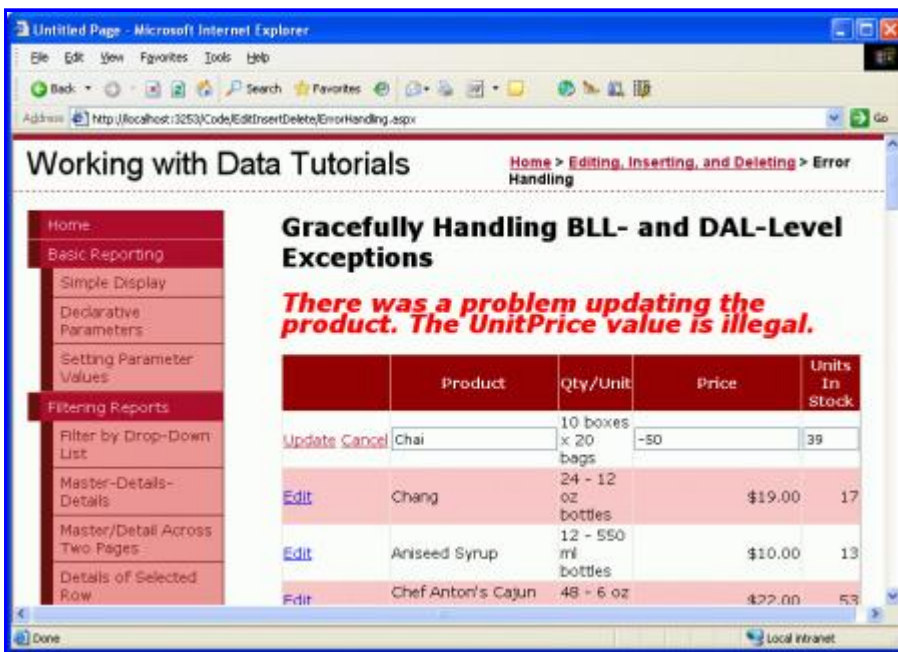 Untitled Page - Microsoft Internet Explorer
File Edit View Favorites Tools Help
Back Search Favorites
Address http://localhost:3253/Code/EditInsertDelete/ErrorHandling.aspx Go
Working with Data Tutorials
Home > Editing, Inserting, and Deleting > Error
Handling
Home
Basic Reporting
Simple Display
Declarative
Parameters
Setting Parameter
Values
Filtering Reports
Filter by Drop-Down
List
Master-Details-
Details
Master/Detail Across
Two Pages
Details of Selected
Row
Gracefully Handling BLL- and DAL-Level
Exceptions
There was a problem updating the
product. The UnitPrice value is illegal.
Product Qty/Unit Price Units
In
Stock
Update Cancel Chai 10 boxes
x 20
bags -50 39
Edit Chang 24 - 12
oz
bottles $19.00 17
Edit Aniseed Syrup 12 - 550
ml
bottles $10.00 13
Edit Chef Anton's Cajun 48 - 6 oz $22.00 53
Done Local intranet